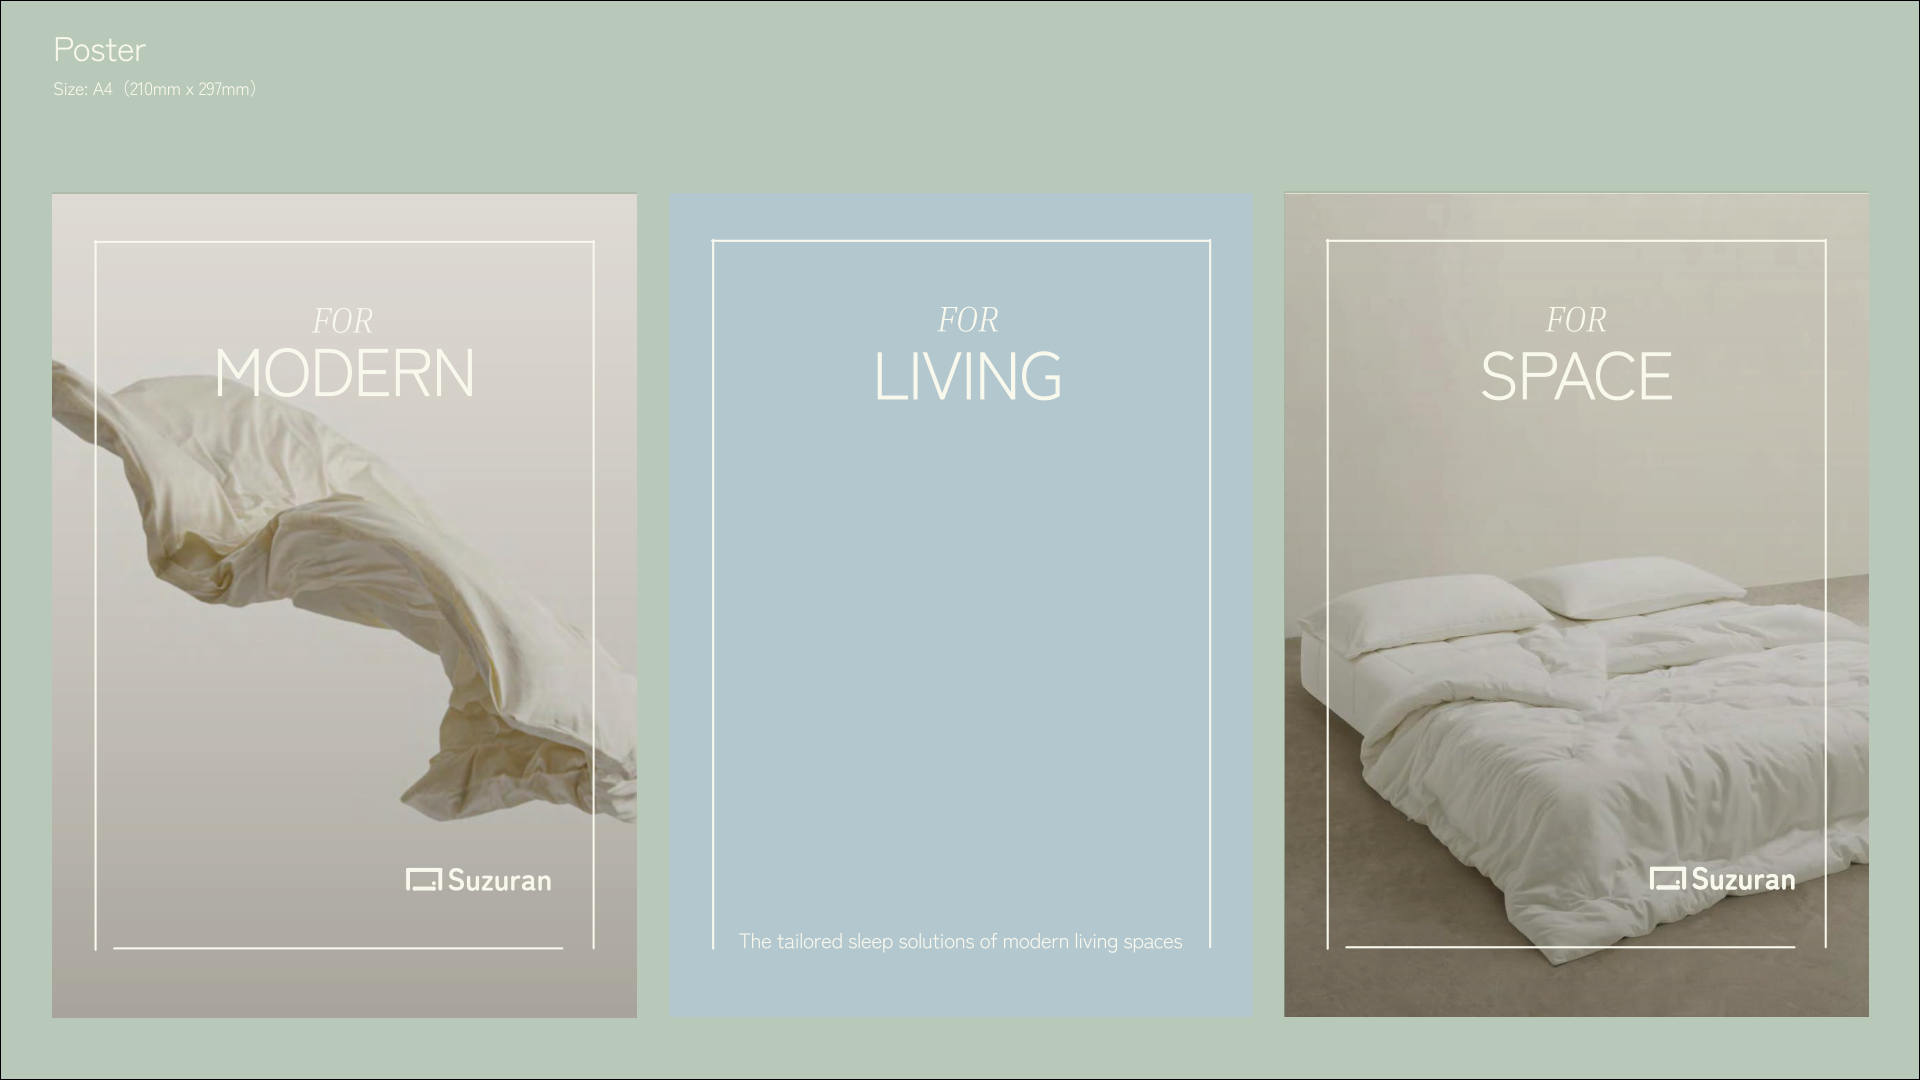 Poster
Size: A4（210mm x 297mm）
FOR
MODERN
Suzuran
FOR
LIVING
The tailored sleep solutions of modern living spaces
FOR
SPACE
Suzuran